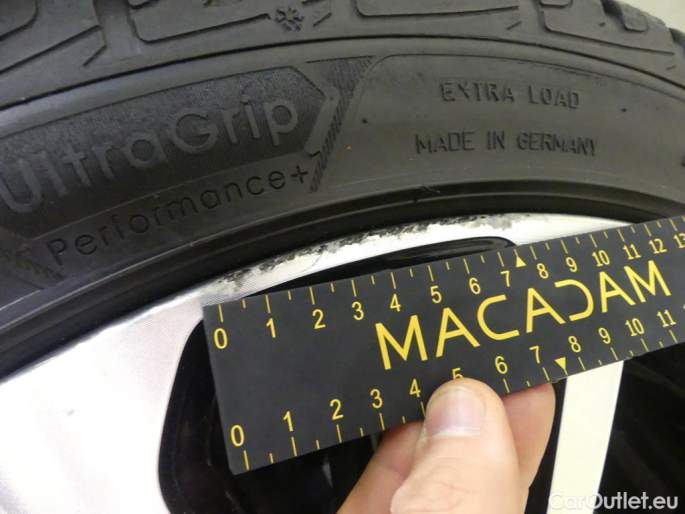 UltraGrip
Performance+
EXTRA LOAD
MADE IN GERMANY
0 1 2 3 4 5 6 7 8 9 10 11 12 13
MACADAM
0 1 2 3 4 5 6 7 8 9 10 11
CarOutlet.eu